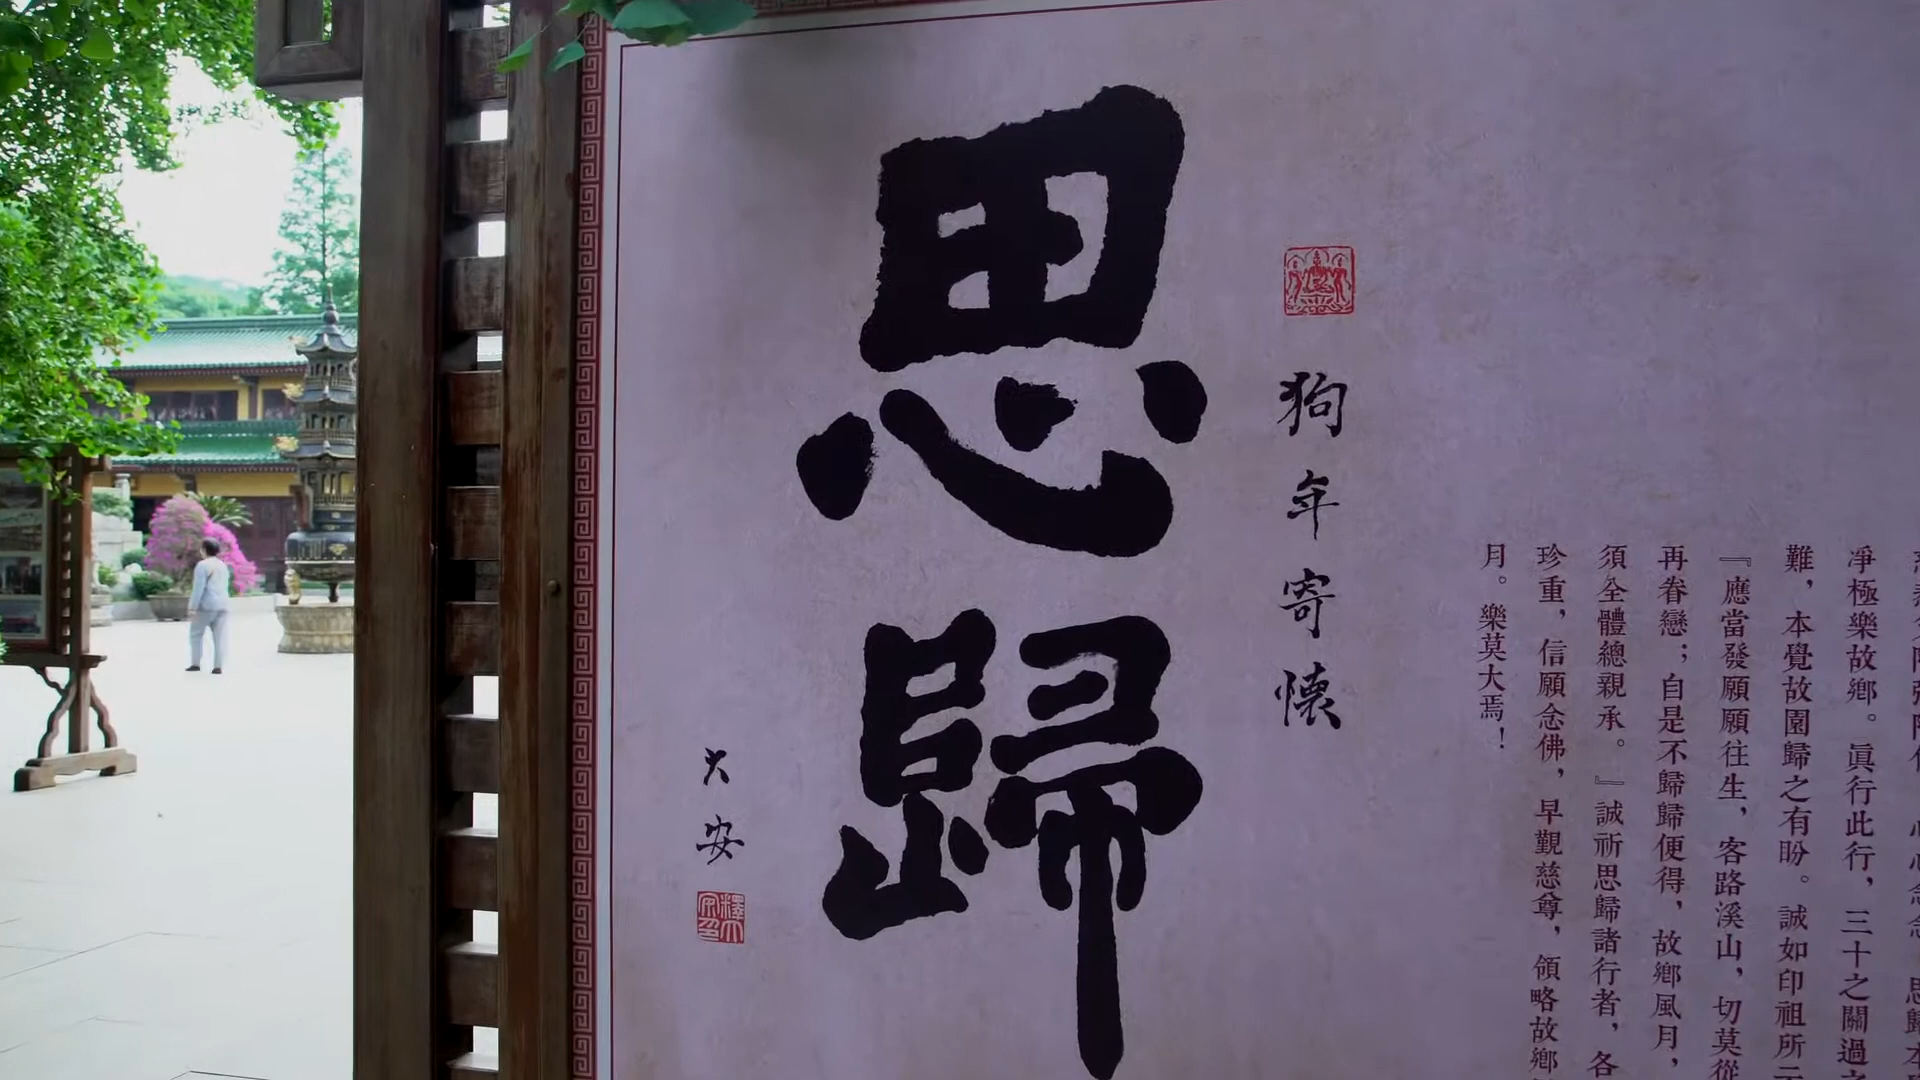 淨極樂故鄉。眞行此行，三十之關過之
難，本覺故園歸之有盼。誠如印祖所示
『應當發願願往生，客路溪山，切莫從
再眷戀；自是不歸歸便得，故鄉風月，
須全體總親承。』誠祈思歸諸行者，各
珍重，信願念佛，早觀慈尊，領略故鄉
月。樂莫大焉！
狗年寄懷
思歸
大安